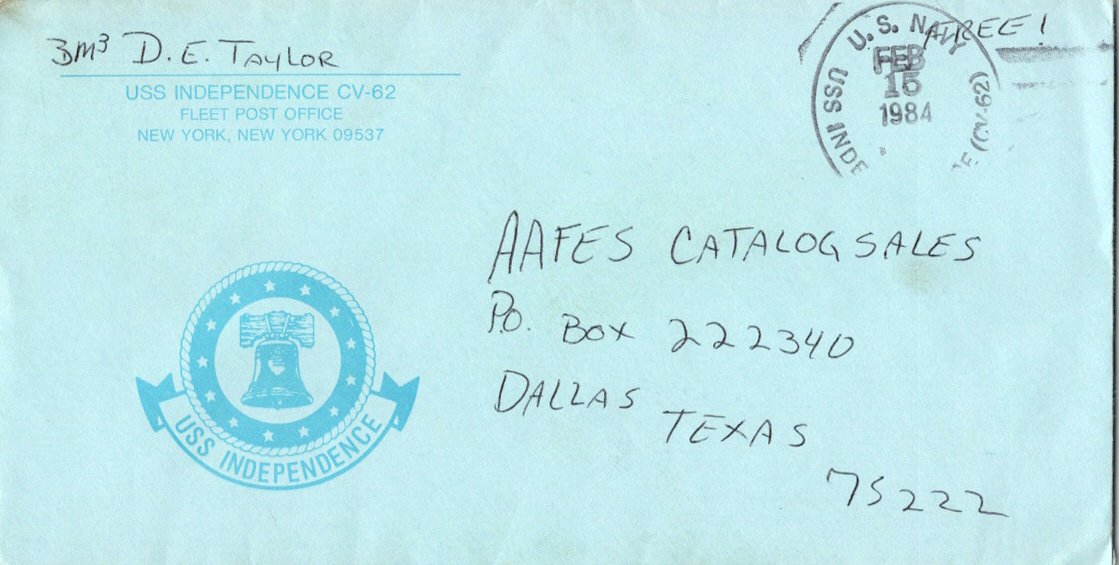 BM3 D. E. TAYLOR
USS INDEPENDENCE CV-62
FLEET POST OFFICE
NEW YORK, NEW YORK 09537
FREE!
U.S. NAVY
FEB
15
1984
USS INDE
E (CV-62)
AAFES CATALOG SALES
P.O. BOX 222340
DALLAS TEXAS
75222
USS INDEPENDENCE